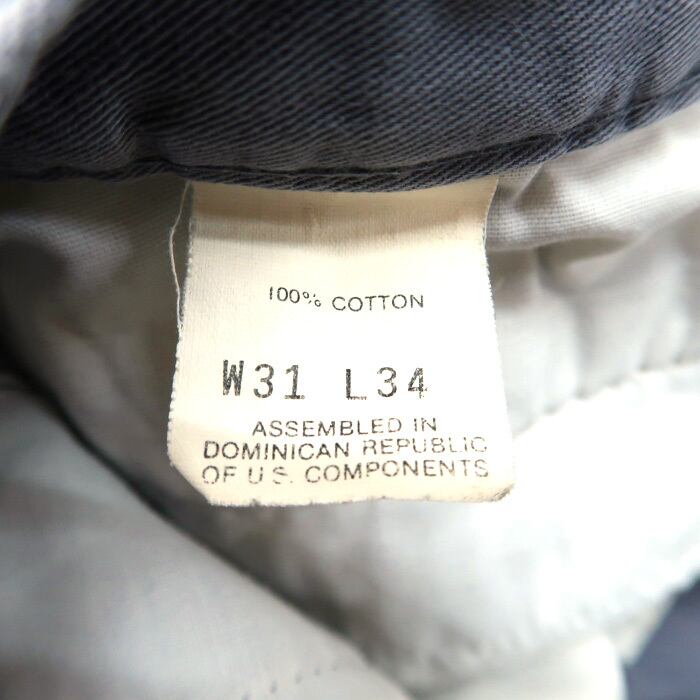 100% COTTON
W31 L34
ASSEMBLED IN
DOMINICAN REPUBLIC
OF U.S. COMPONENTS